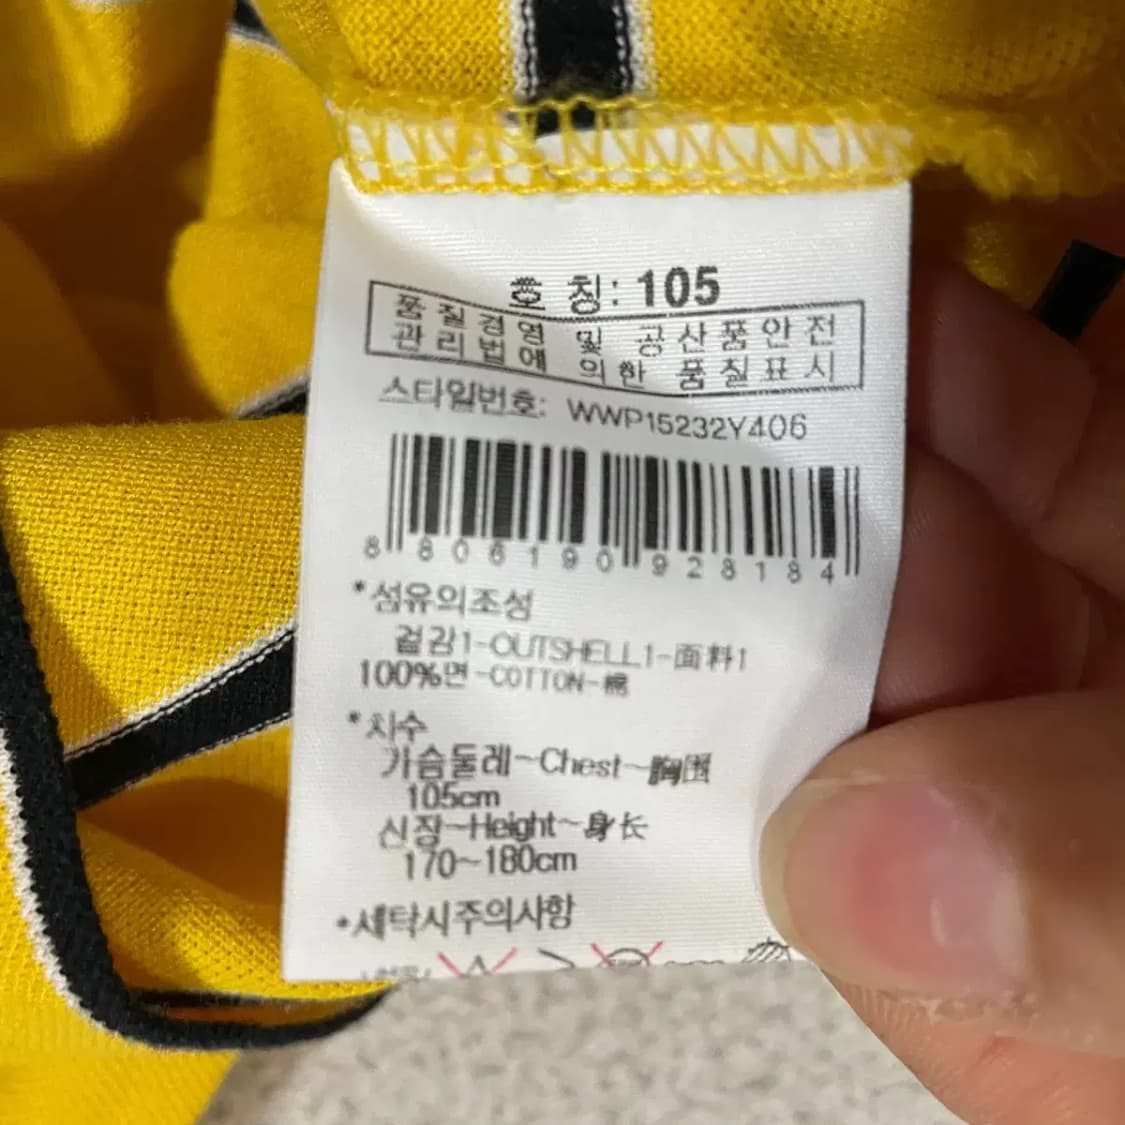 호 칭: 105
품질경영 및 공산품안전
관리법에 의한 품질표시
스타일번호: WWP15232Y406
8 806190 928184
*섬유의조성
겉감1-OUTSHELL1-面料1
100%면-COTTON-棉
*치수
가슴둘레~Chest~胸围
105cm
신장~Height~身长
170~180cm
*세탁시주의사항